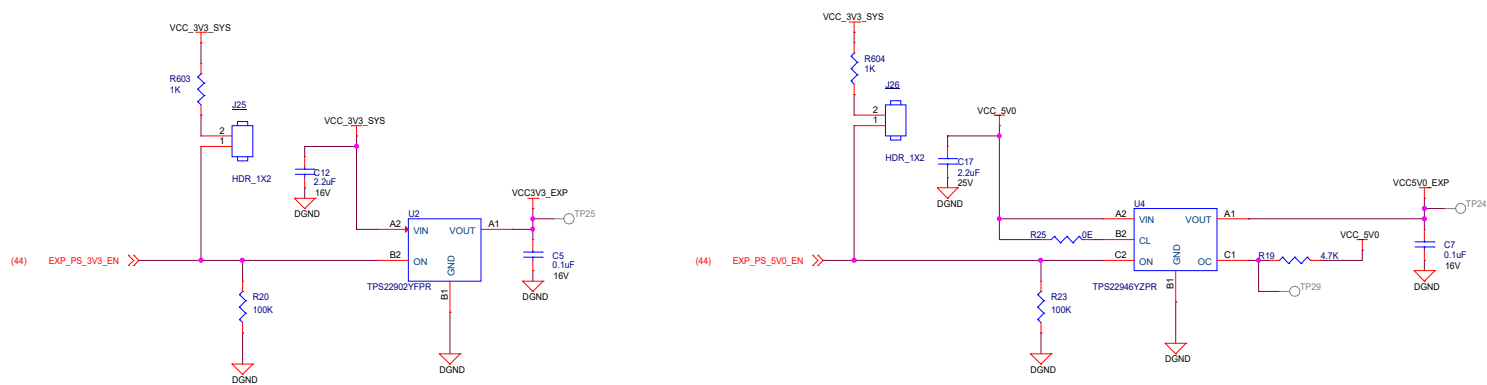 VCC_3V3_SYS
R603
1K
J25
2
1
HDR_1X2
VCC_3V3_SYS
C12
2.2uF
16V
DGND
U2
A2
VIN
VOUT
A1
B2
ON
GND
B1
TPS22902YFPR
VCC3V3_EXP
TP25
C5
0.1uF
16V
DGND
(44)
EXP_PS_3V3_EN
R20
100K
DGND
DGND
VCC_3V3_SYS
R604
1K
J26
2
1
HDR_1X2
VCC_5V0
C17
2.2uF
25V
DGND
U4
A2
VIN
VOUT
A1
R25
0E
B2
CL
C2
ON
GND
OC
C1
B1
TPS22946YZPR
VCC5V0_EXP
TP24
VCC_5V0
R19
4.7K
C7
0.1uF
16V
DGND
TP29
(44)
EXP_PS_5V0_EN
R23
100K
DGND
DGND